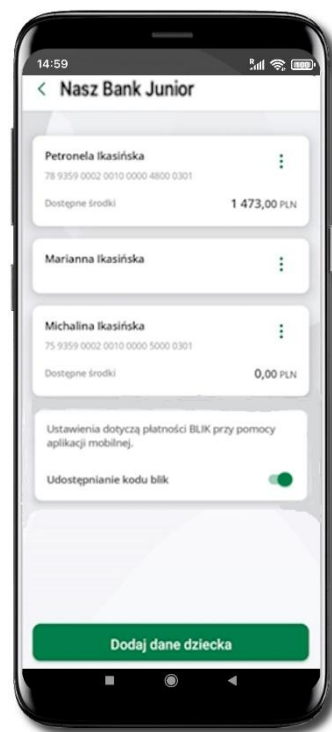 14:59
Nasz Bank Junior
Petronela Ikasińska
78 9359 0002 0010 0000 4800 0301
Dostępne środki 1 473,00 PLN
Marianna Ikasińska
Michalina Ikasińska
75 9359 0002 0010 0000 5000 0301
Dostępne środki 0,00 PLN
Ustawienia dotyczą płatności BLIK przy pomocy
aplikacji mobilnej.
Udostępnianie kodu blik
Dodaj dane dziecka